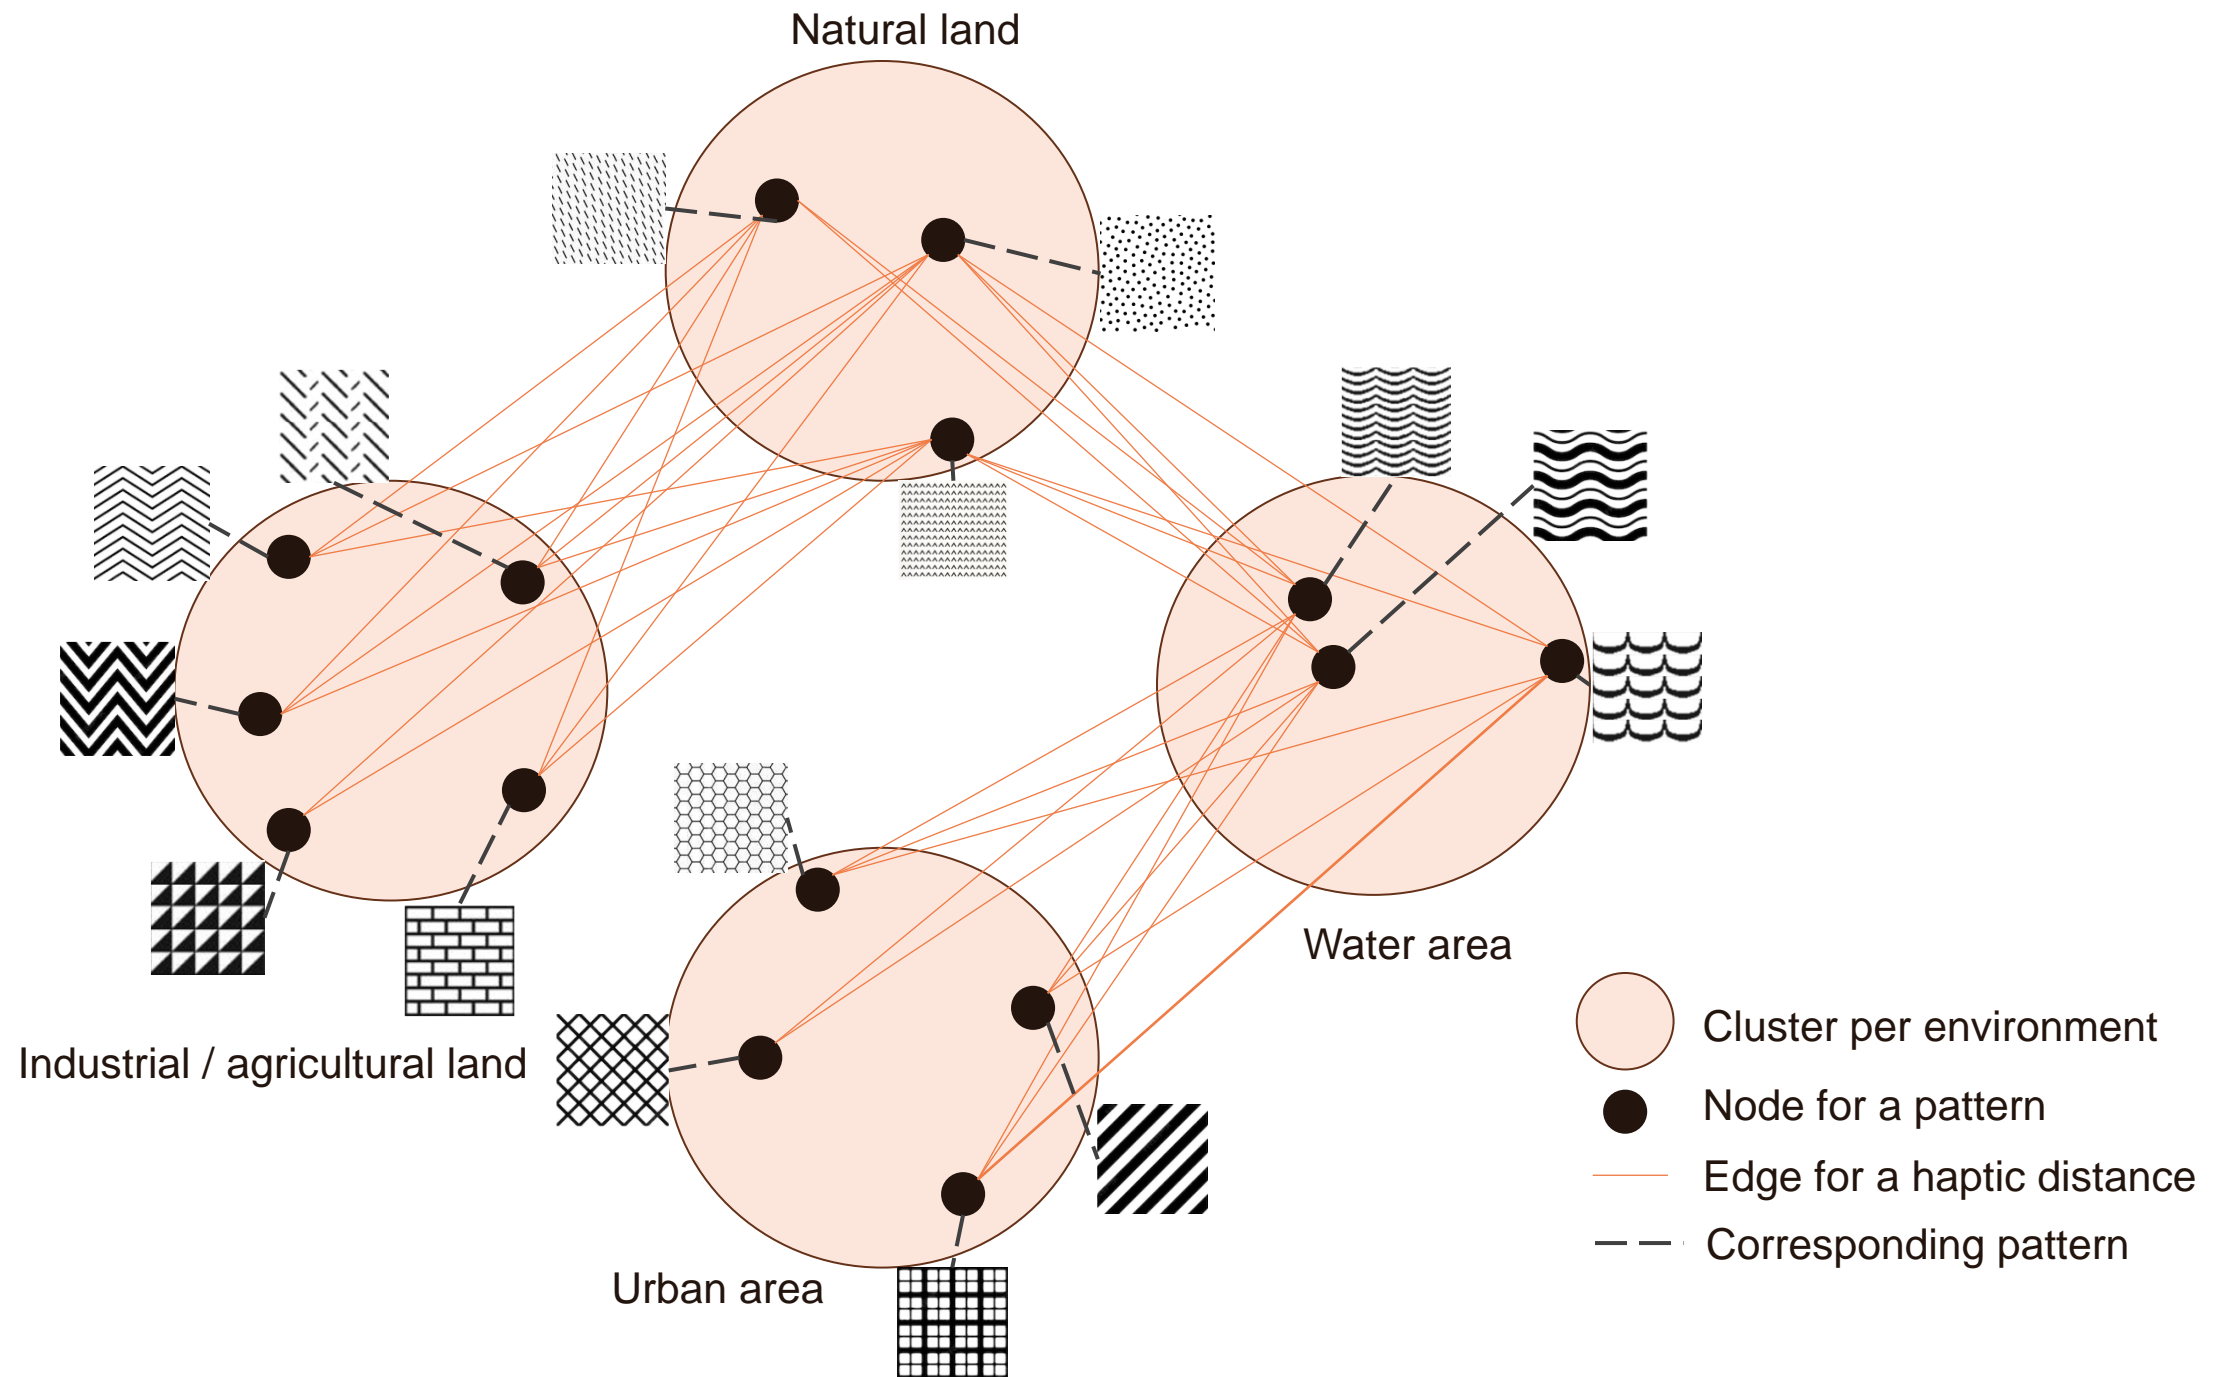 Natural land
Water area
Industrial / agricultural land
Urban area
Cluster per environment
Node for a pattern
Edge for a haptic distance
Corresponding pattern